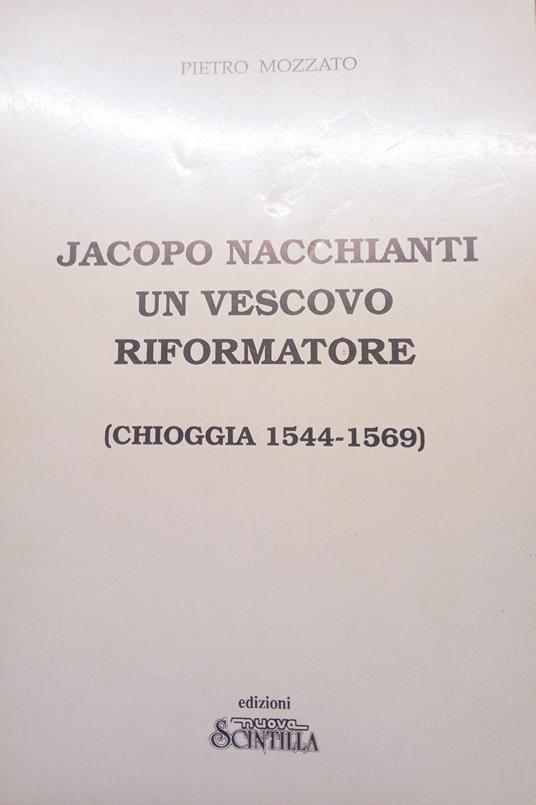 PIETRO MOZZATO
JACOPO NACCHIANTI
UN VESCOVO
RIFORMATORE
(CHIOGGIA 1544-1569)
edizioni
nuova
SCINTILLA